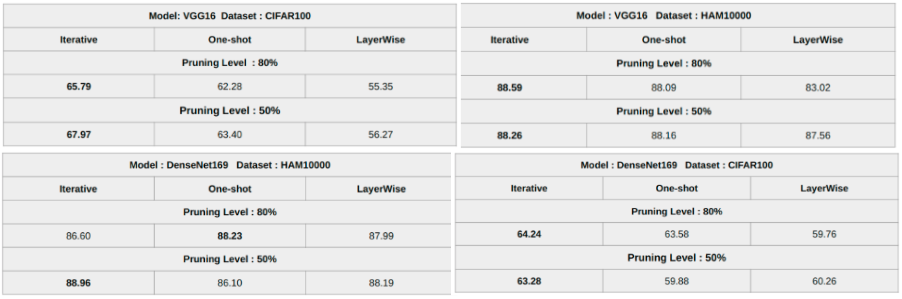 Model: VGG16 Dataset : CIFAR100
Iterative One-shot LayerWise
Pruning Level : 80%
65.79 62.28 55.35
Pruning Level : 50%
67.97 63.40 56.27
Model : VGG16 Dataset : HAM10000
Iterative One-shot LayerWise
Pruning Level : 80%
88.59 88.09 83.02
Pruning Level : 50%
88.26 88.16 87.56
Model : DenseNet169 Dataset : HAM10000
Iterative One-shot LayerWise
Pruning Level : 80%
86.60 88.23 87.99
Pruning Level : 50%
88.96 86.10 88.19
Model : DenseNet169 Dataset : CIFAR100
Iterative One-shot LayerWise
Pruning Level : 80%
64.24 63.58 59.76
Pruning Level : 50%
63.28 59.88 60.26